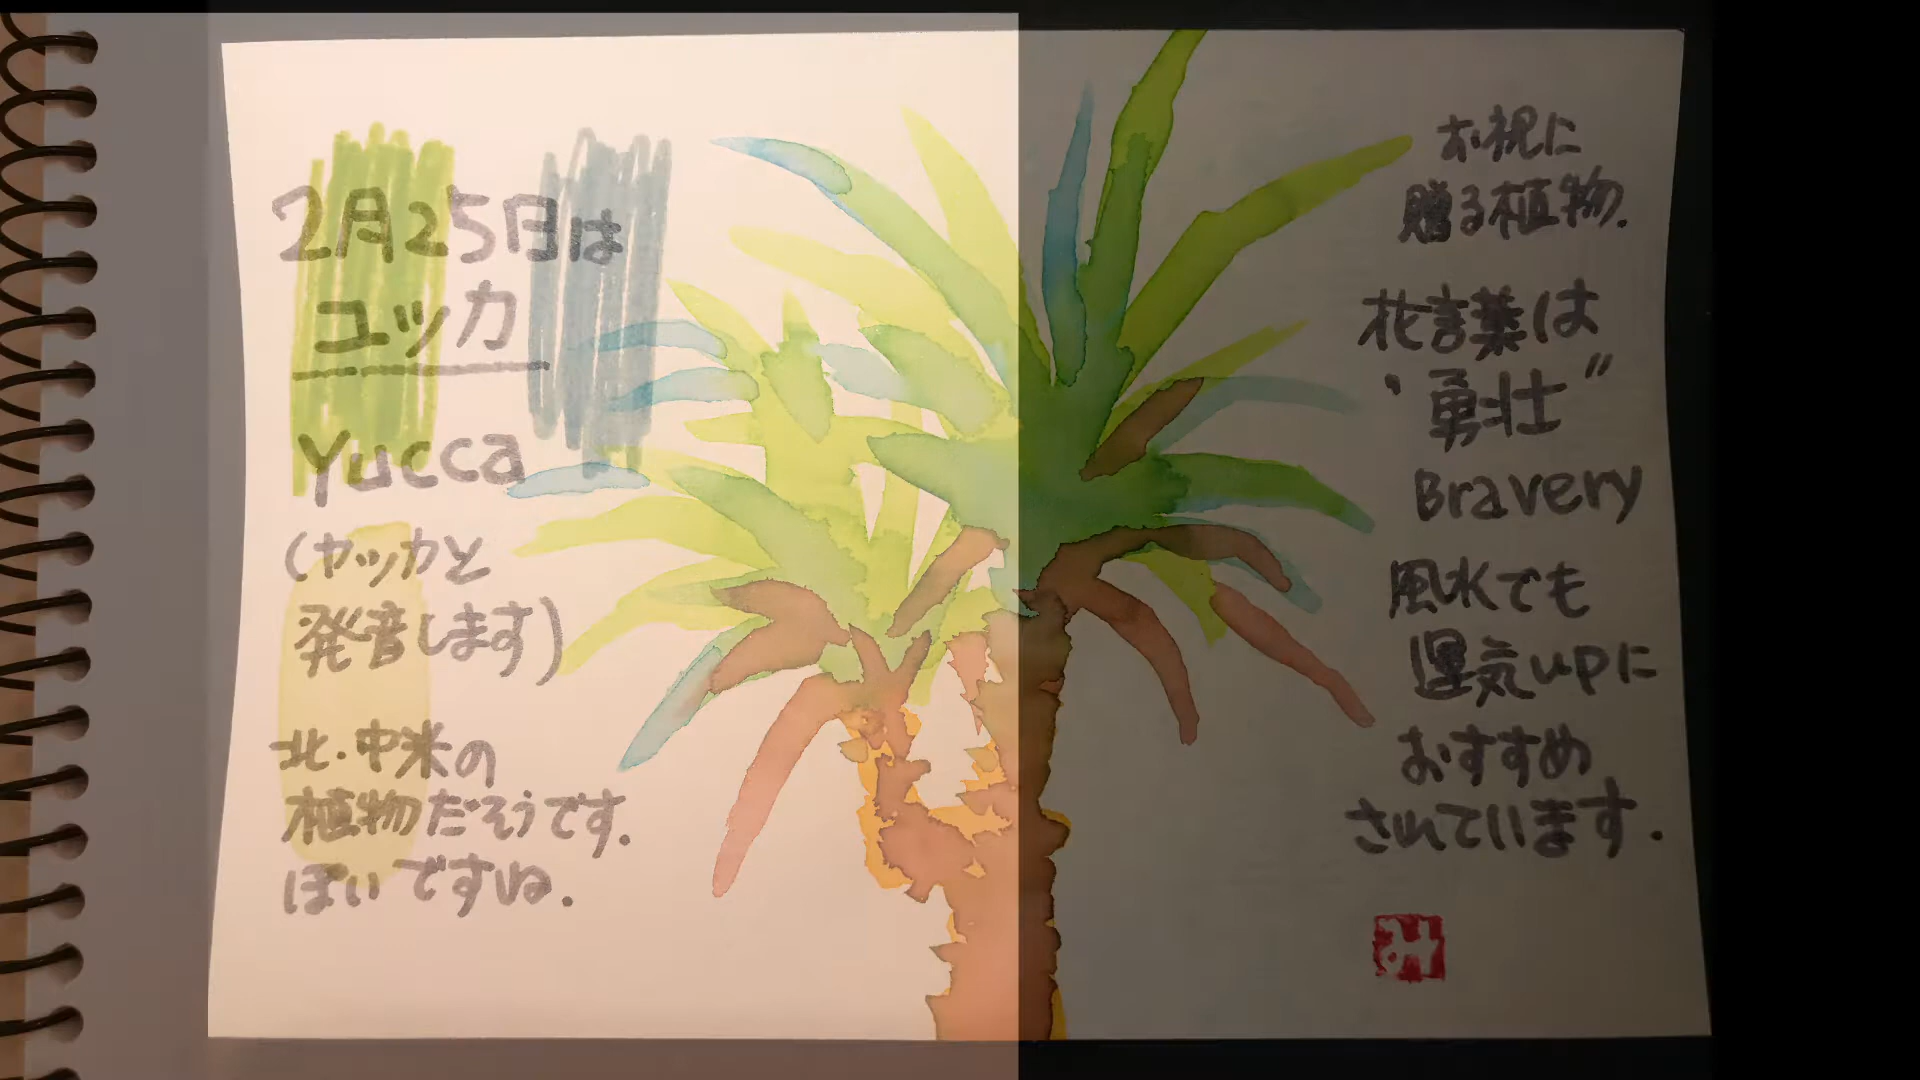 2月25日は
ユッカ
Yucca
(ヤッカと
発音します)
北・中米の
植物だそうです.
ぽいですね.
お祝に
贈る植物.
花言葉は
"勇壮"
Bravery
風水でも
運気upに
おすすめ
されています.